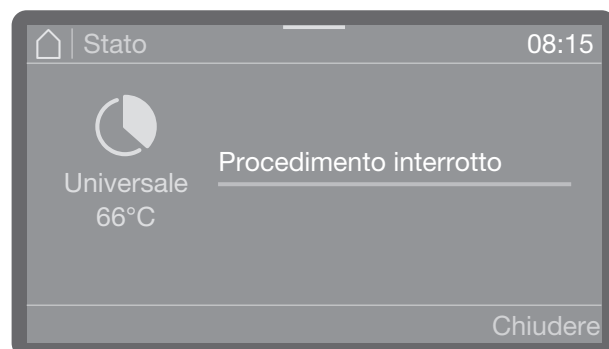 Stato 08:15
Procedimento interrotto
Universale
66°C
Chiudere